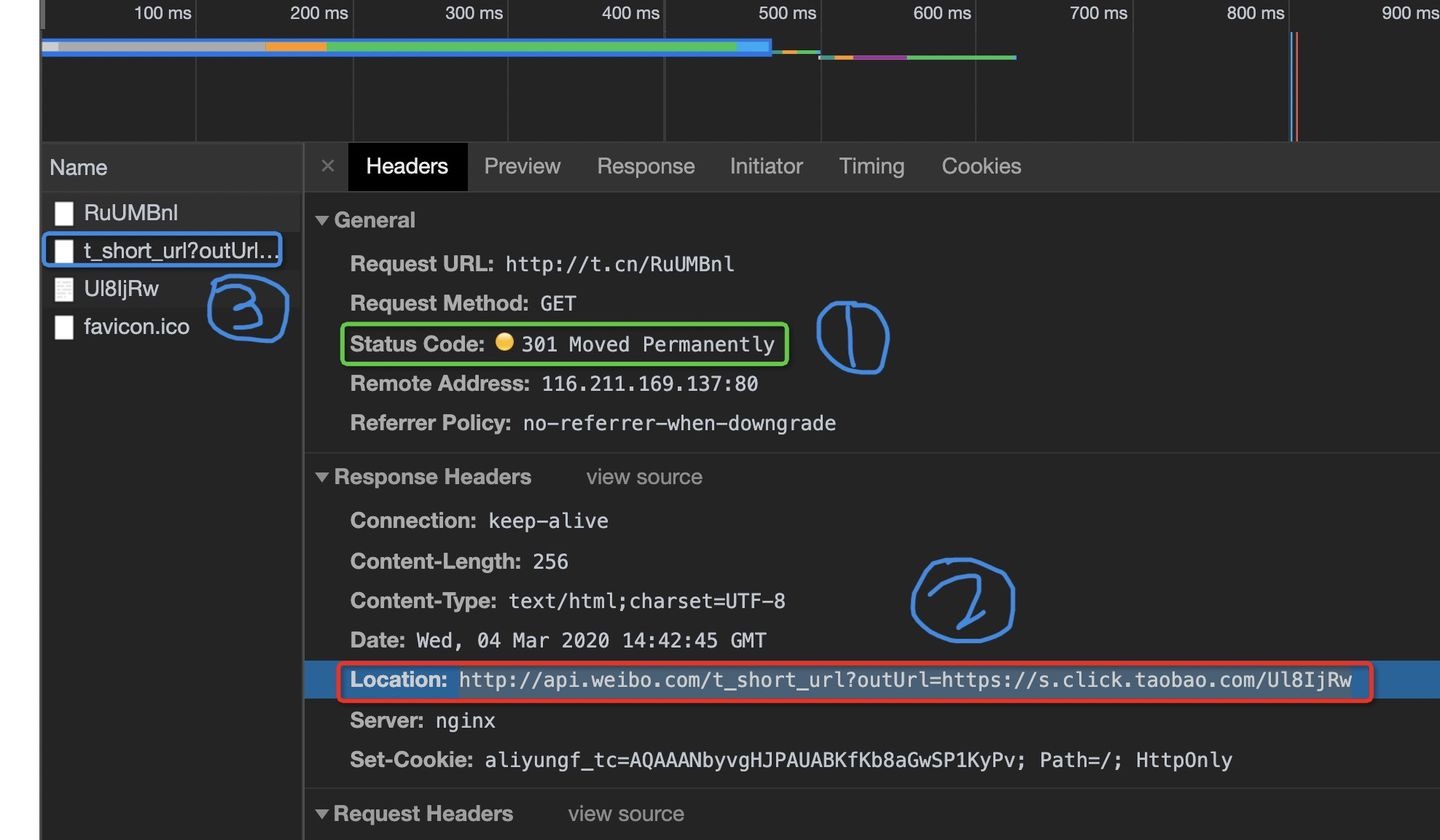 100 ms 200 ms 300 ms 400 ms 500 ms 600 ms 700 ms 800 ms 900 ms
Name
× Headers Preview Response Initiator Timing Cookies
RuUMBnl
t_short_url?outUrl...
Ul8IjRw
favicon.ico
3
General
Request URL: http://t.cn/RuUMBnl
Request Method: GET
Status Code: 301 Moved Permanently
1
Remote Address: 116.211.169.137:80
Referrer Policy: no-referrer-when-downgrade
Response Headers view source
Connection: keep-alive
Content-Length: 256
Content-Type: text/html;charset=UTF-8
2
Date: Wed, 04 Mar 2020 14:42:45 GMT
Location: http://api.weibo.com/t_short_url?outUrl=https://s.click.taobao.com/Ul8IjRw
Server: nginx
Set-Cookie: aliyungf_tc=AQAAANbyvgHJPAUABKfKb8aGwSP1KyPv; Path=/; HttpOnly
Request Headers view source